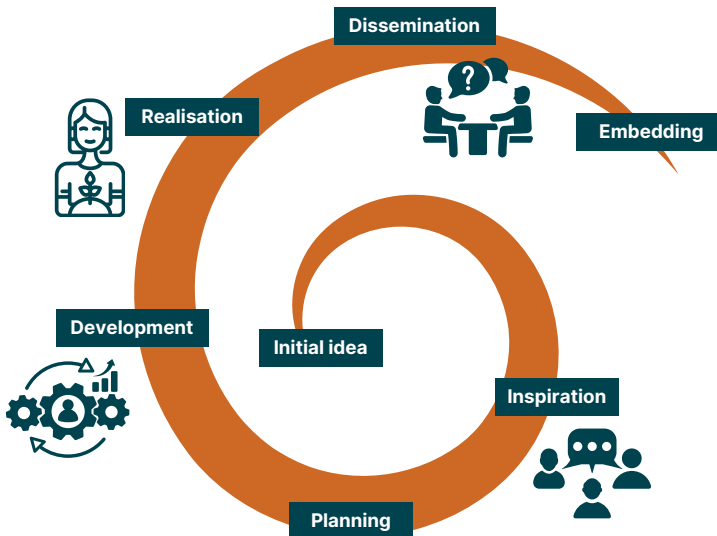 Dissemination
Realisation
Embedding
Development
Initial idea
Inspiration
Planning
?